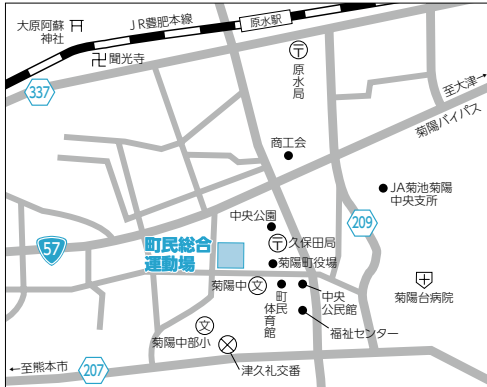 JR豊肥本線
原水駅
大原阿蘇
神社
聞光寺
原水局
337
至大津→
菊陽バイパス
商工会
JA菊池菊陽
中央支所
中央公園
209
57
町民総合
運動場
久保田局
菊陽町役場
菊陽中
文
町民
体育館
中央
公民館
菊陽台病院
文
菊陽中部小
福祉センター
←至熊本市
207
津久礼交番